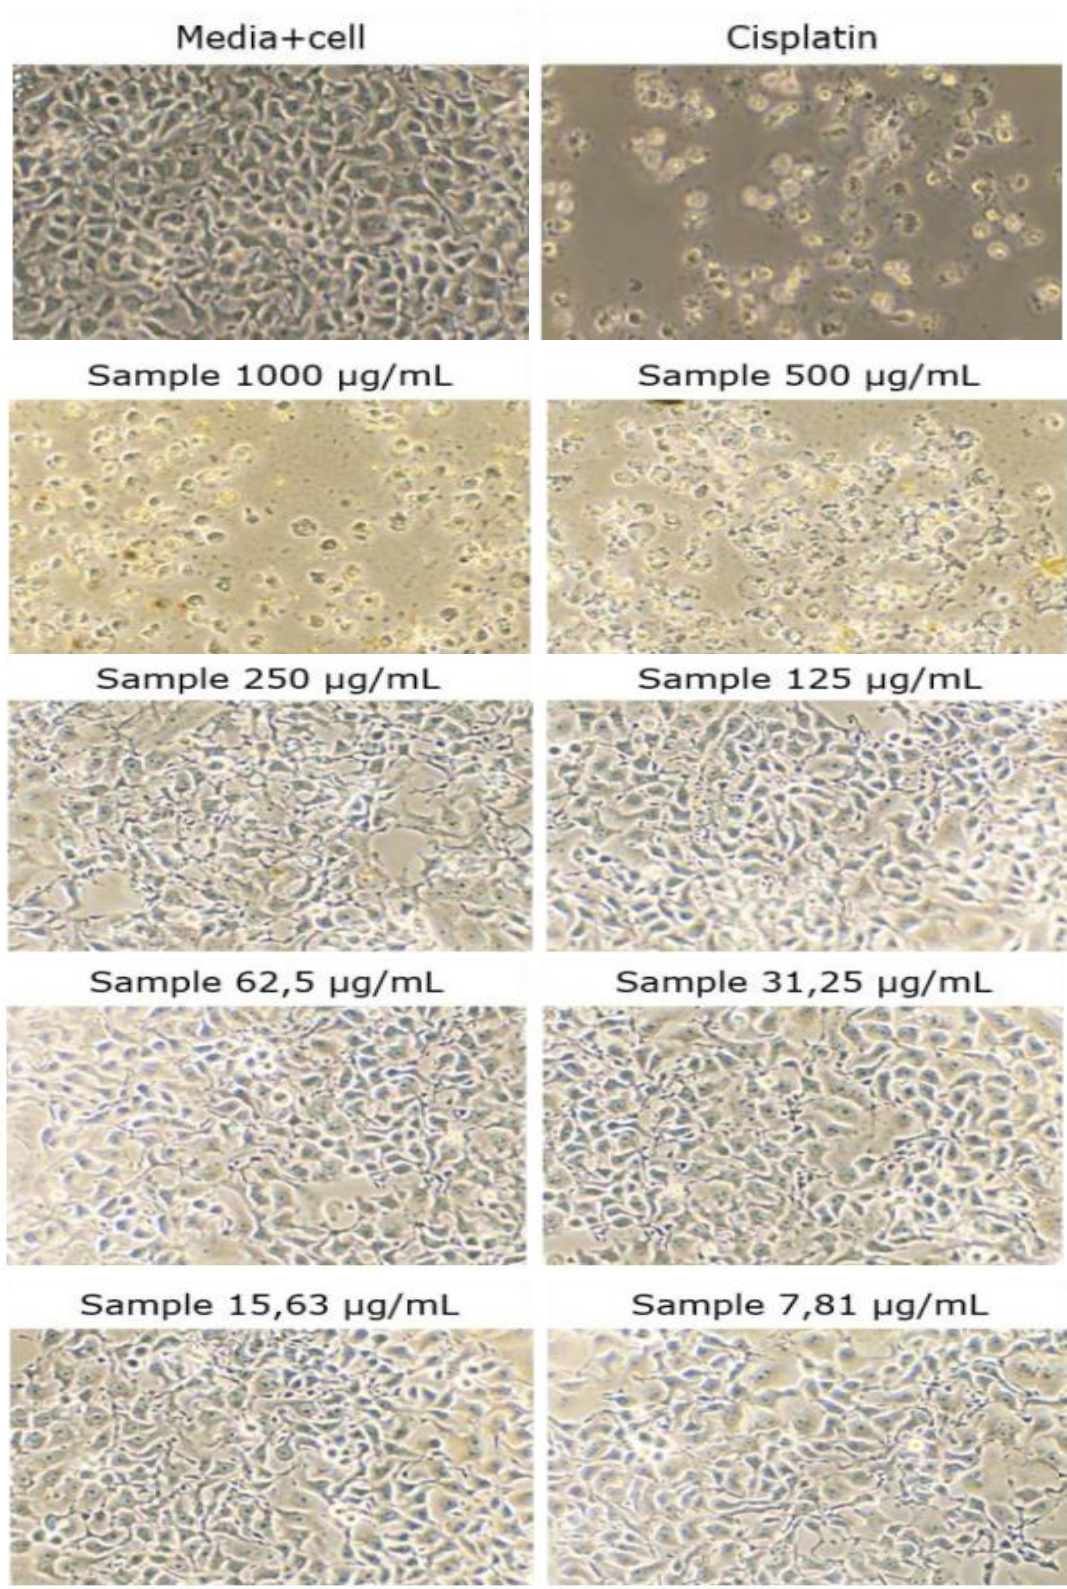 Media+cell
Cisplatin
Sample 1000 µg/mL
Sample 500 µg/mL
Sample 250 µg/mL
Sample 125 µg/mL
Sample 62,5 µg/mL
Sample 31,25 µg/mL
Sample 15,63 µg/mL
Sample 7,81 µg/mL